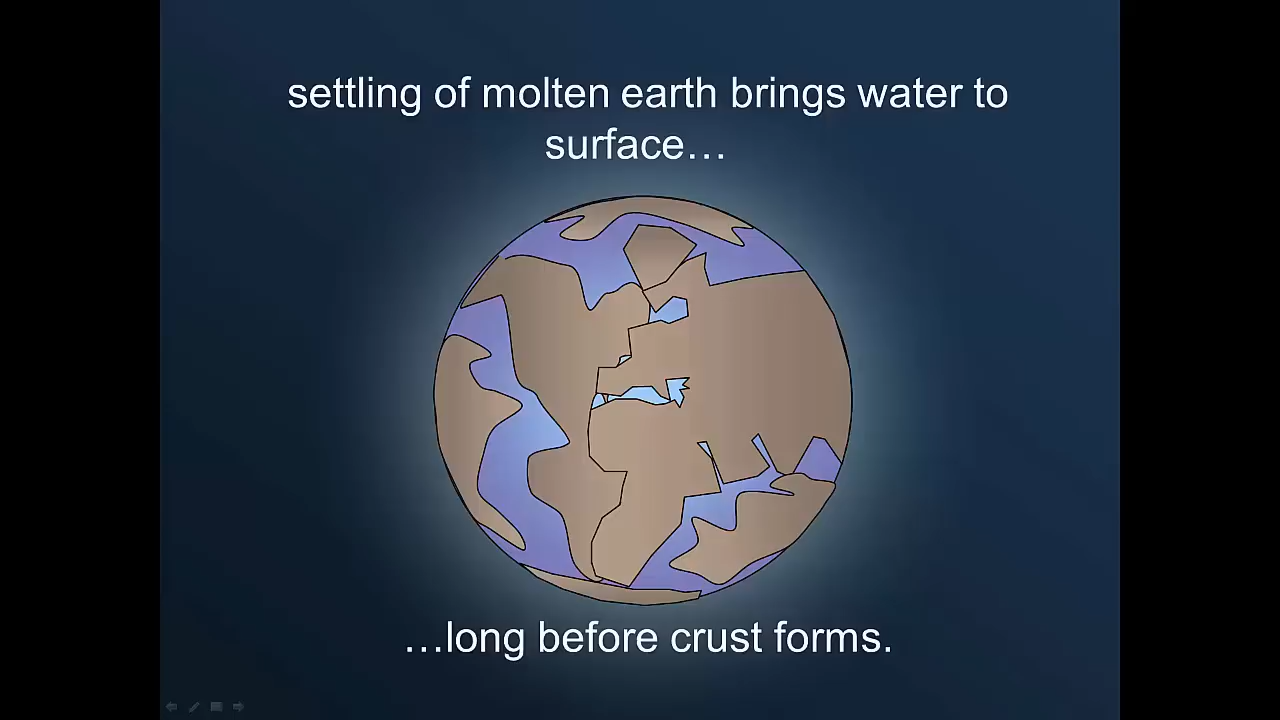 settling of molten earth brings water to
surface…
…long before crust forms.